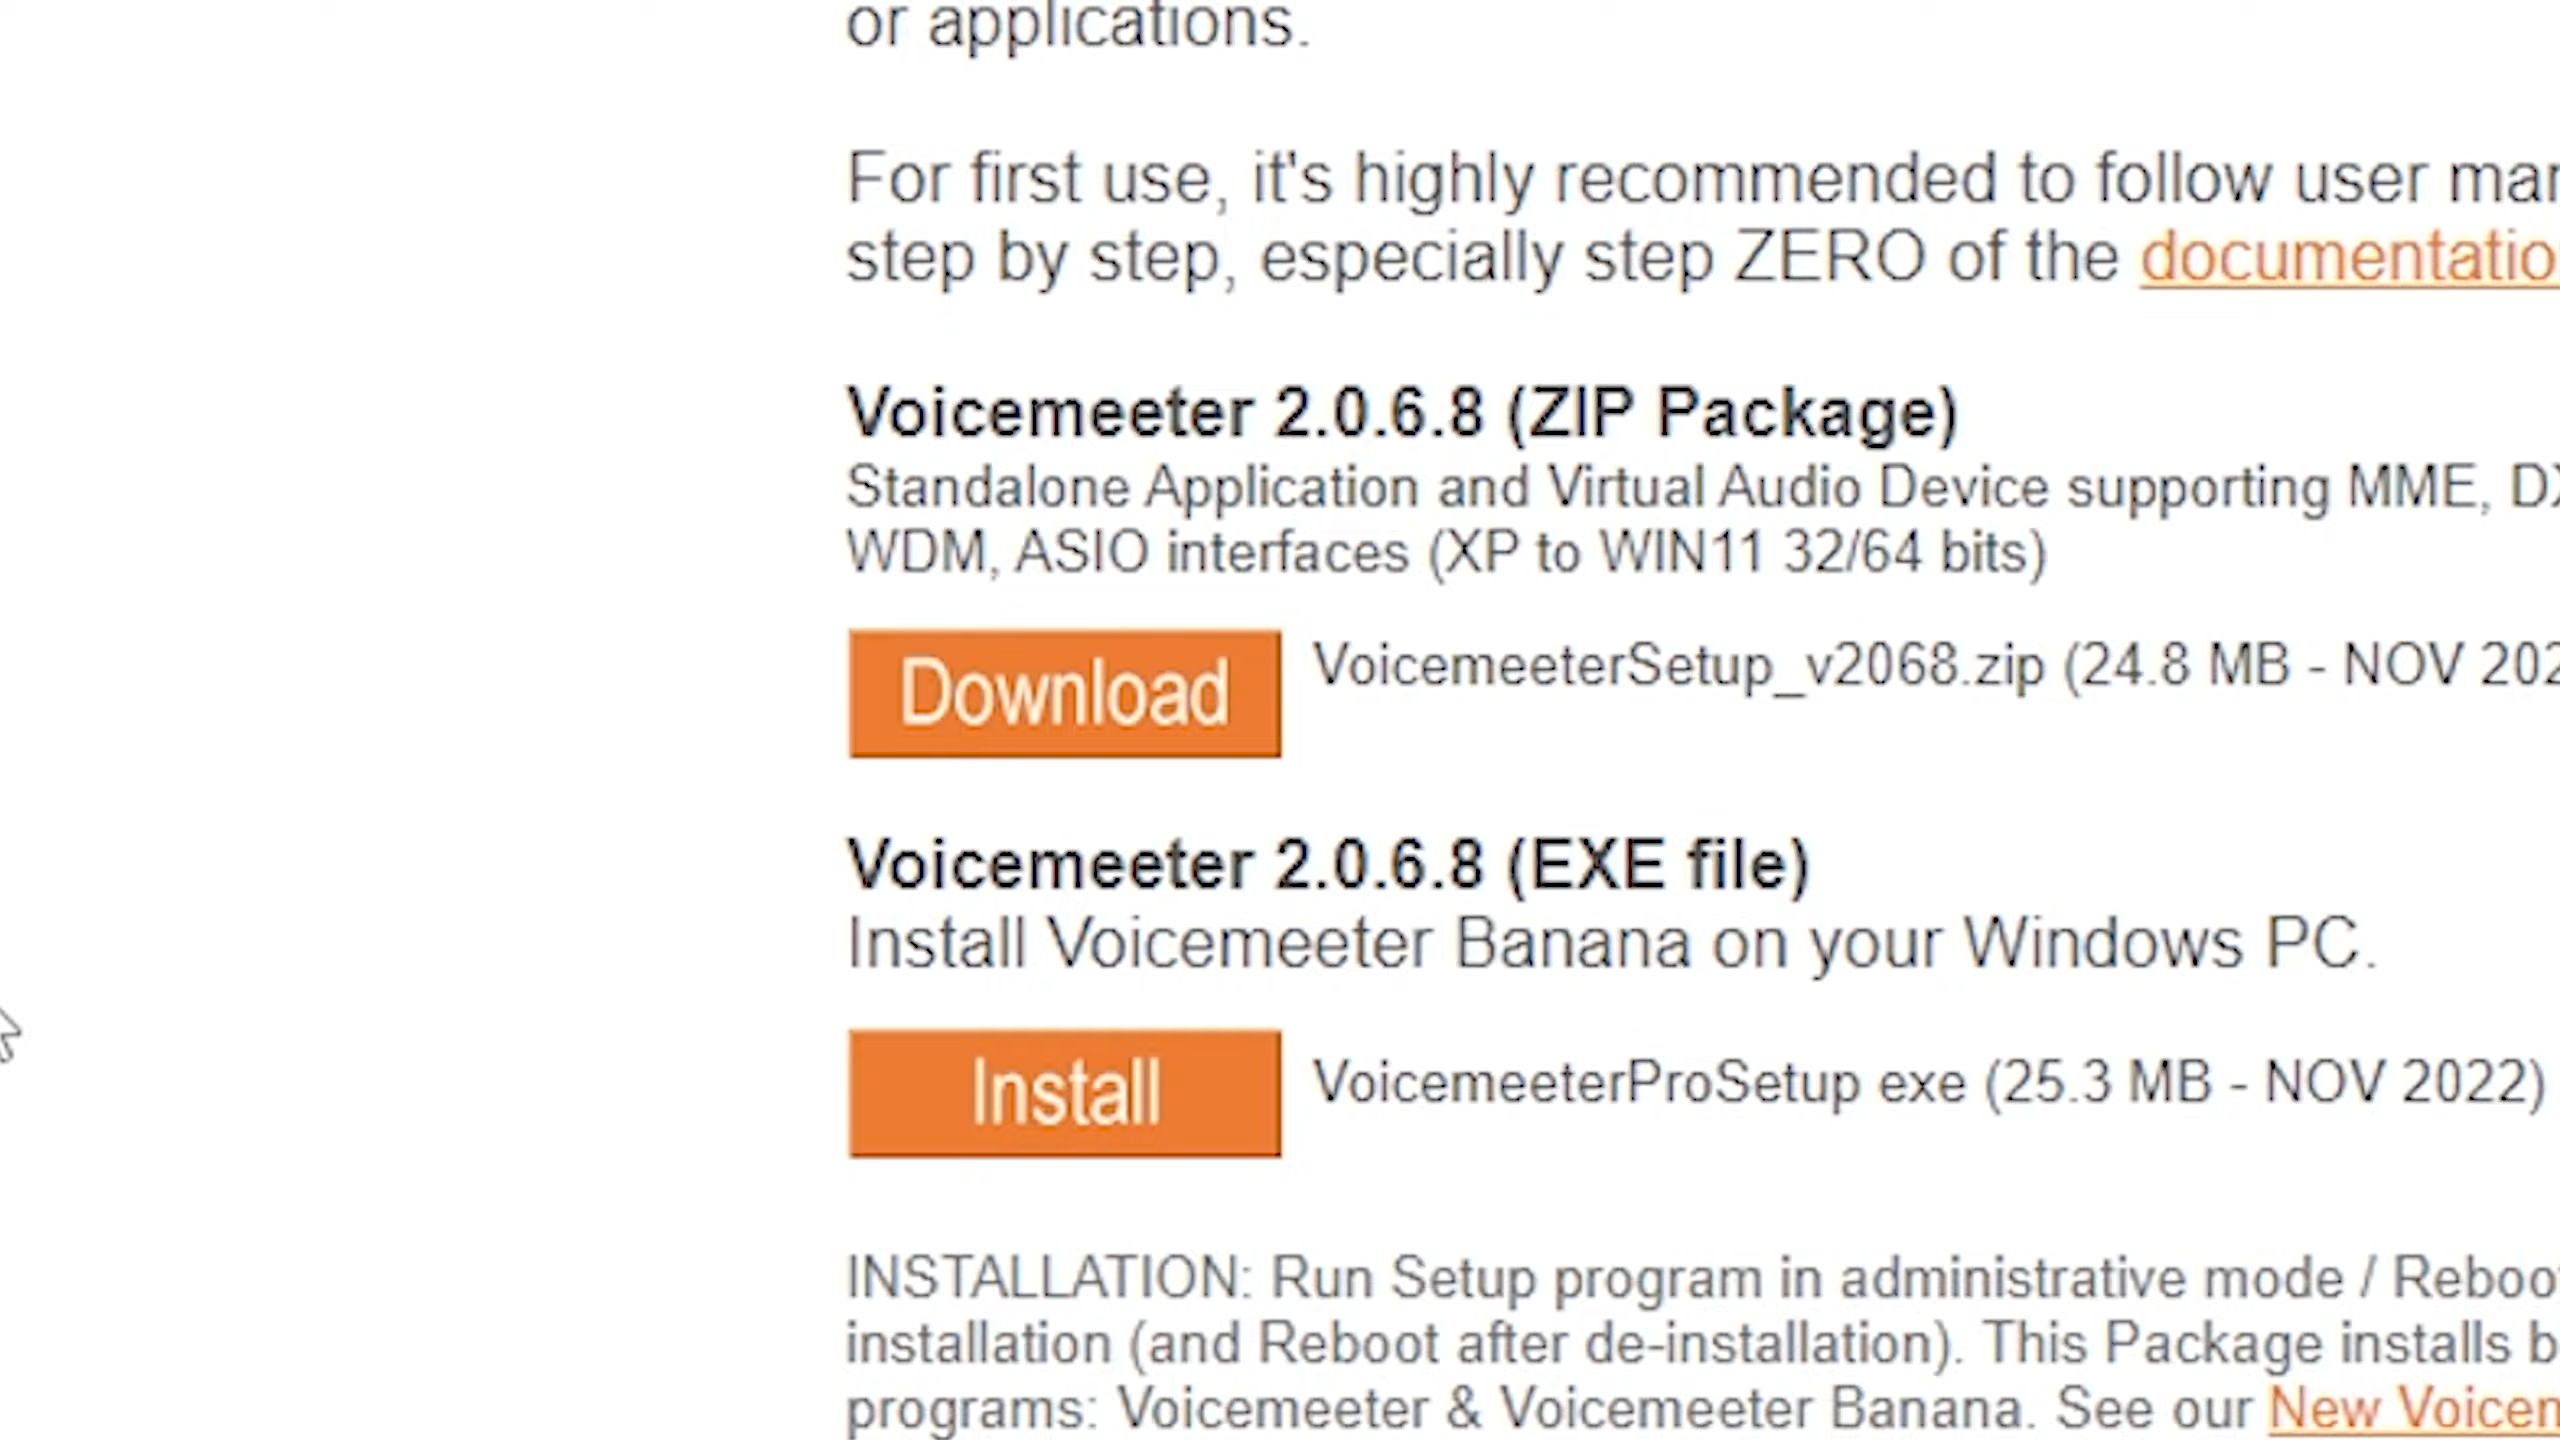 or applications.
For first use, it's highly recommended to follow user
step by step, especially step ZERO of the
Voicemeeter 2.0.6.8 (ZIP Package)
Standalone Application and Virtual Audio Device supporting MME,
WDM, ASIO interfaces (XP to WIN11 32/64 bits)
Download
VoicemeeterSetup_v2068.zip (24.8 MB - NOV
Voicemeeter 2.0.6.8 (EXE file)
Install Voicemeeter Banana on your Windows PC.
Install
VoicemeeterProSetup exe (25.3 MB - NOV 2022)
INSTALLATION: Run Setup program in administrative mode /
installation (and Reboot after de-installation). This Package installs
programs: Voicemeeter & Voicemeeter Banana. See our New